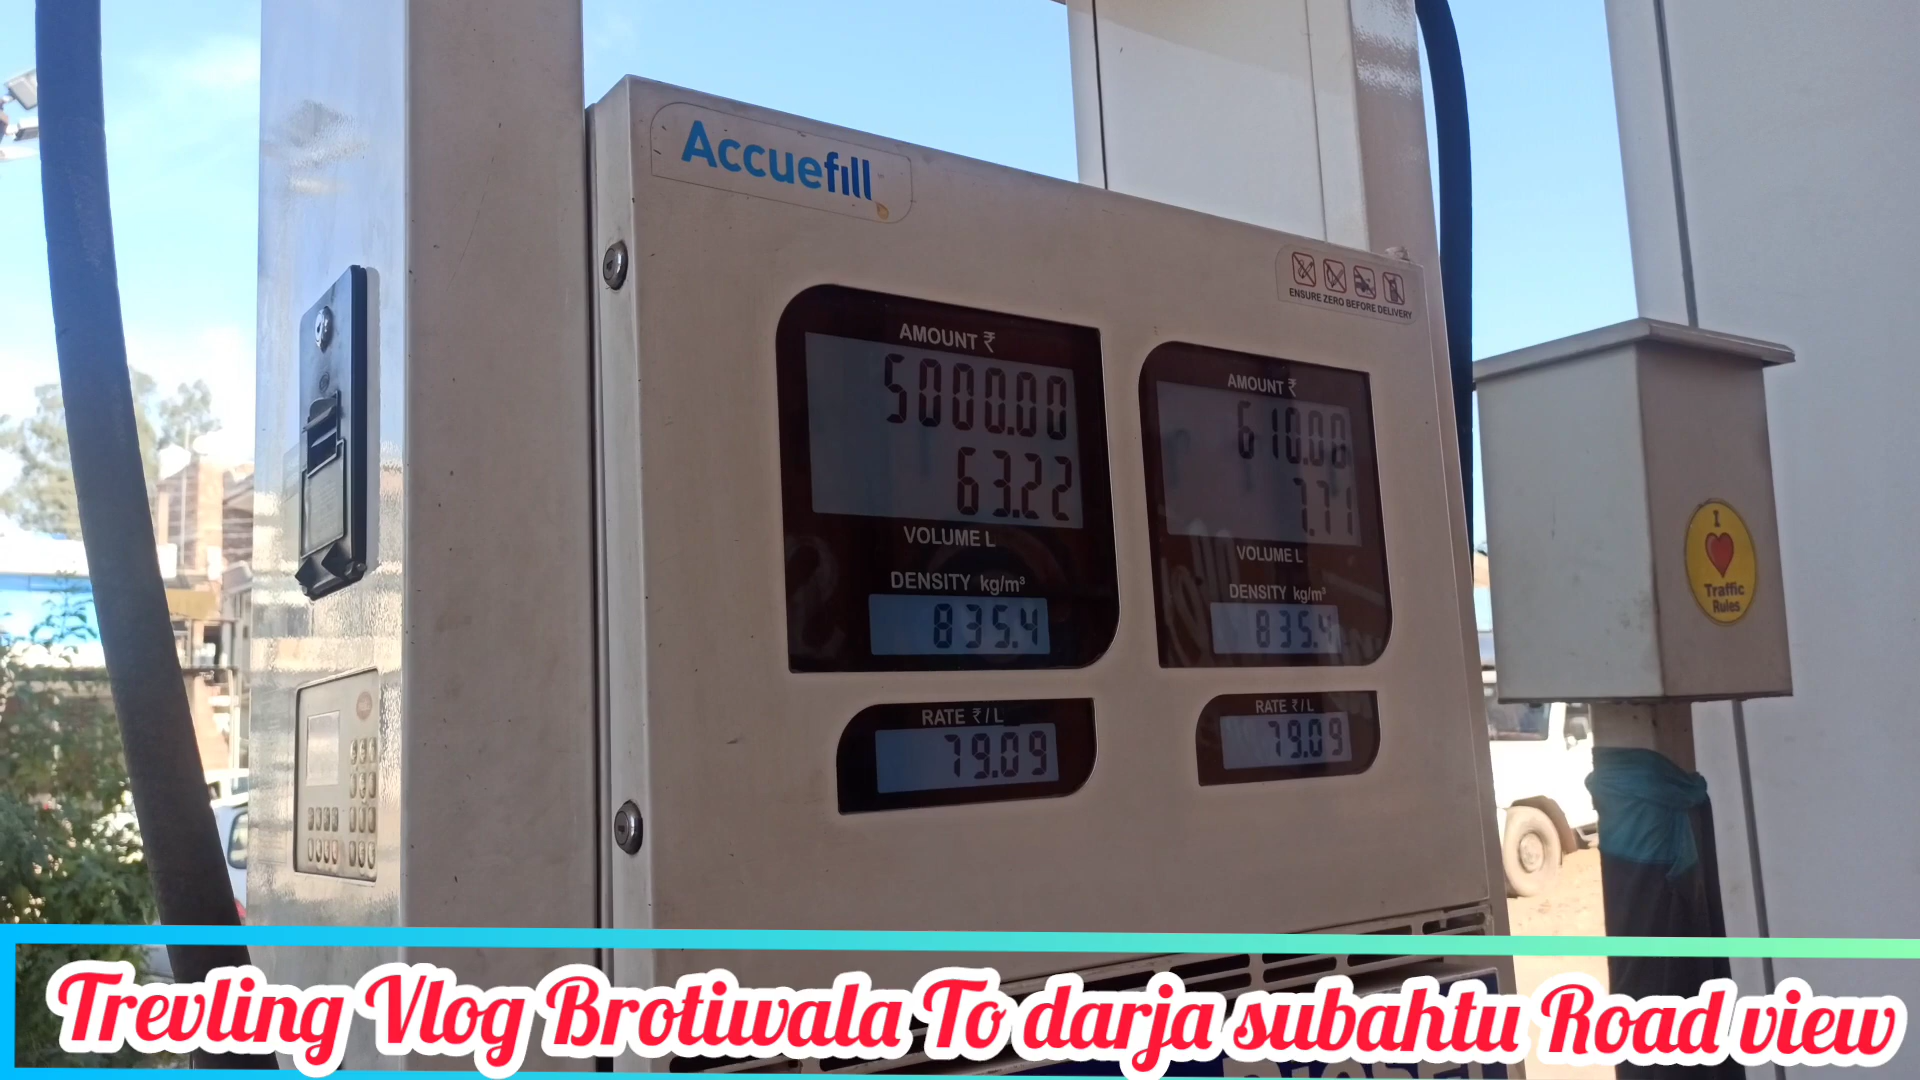 Accuefill
ENSURE ZERO BEFORE DELIVERY
AMOUNT ₹
5000.00
63.22
VOLUME L
DENSITY kg/m³
835.4
RATE ₹/L
79.09
AMOUNT ₹
610.00
7.71
VOLUME L
DENSITY kg/m³
835.4
RATE ₹/L
79.09
I
Traffic
Rules
Trevling Vlog Brotiwala To darja subahtu Road view